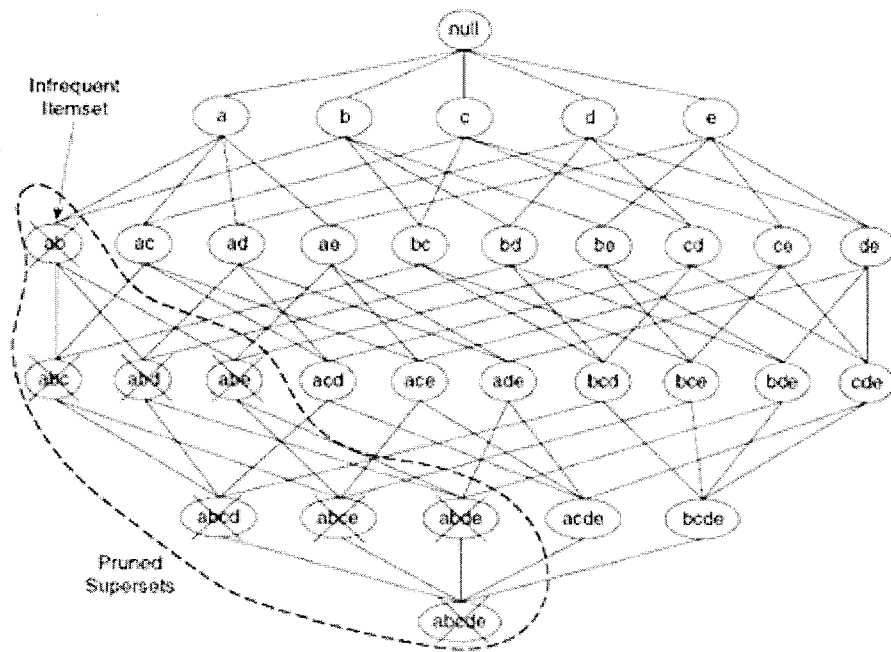 null
Infrequent
Itemset
a b c d e
ab ac ad ae bc bd be cd ce de
abc abd abe acd ace ade bcd bce bde cde
abcd abce abde acde bcde
Pruned
Supersets
abcde